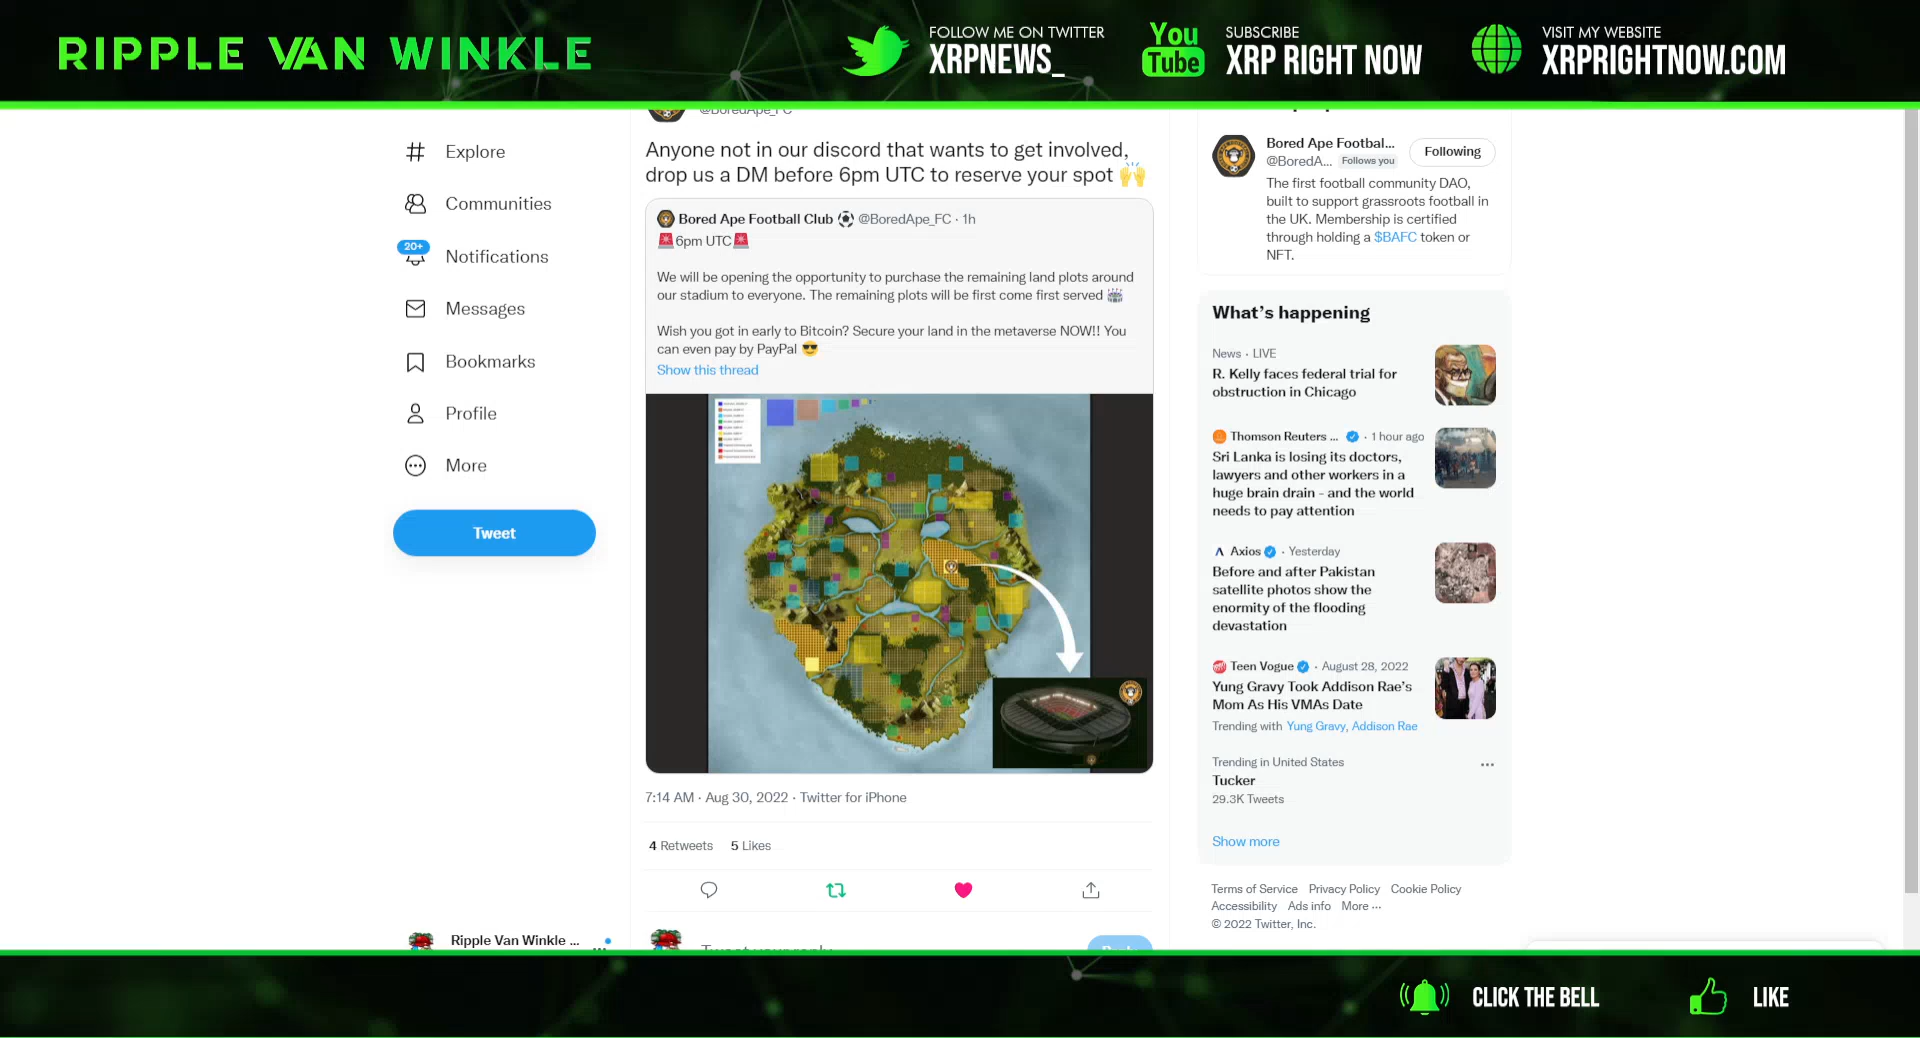 RIPPLE VAN WINKLE
FOLLOW ME ON TWITTER
XRPNEWS_
You
Tube
SUBSCRIBE
XRP RIGHT NOW
VISIT MY WEBSITE
XRPRIGHTNOW.COM
Explore
Communities
20+
Notifications
Messages
Bookmarks
Profile
More
Tweet
Ripple Van Winkle ...
@BoredApe_FC
Anyone not in our discord that wants to get involved,
drop us a DM before 6pm UTC to reserve your spot 🙌
Bored Ape Football Club ⚽ @BoredApe_FC · 1h
🚨6pm UTC🚨
We will be opening the opportunity to purchase the remaining land plots around
our stadium to everyone. The remaining plots will be first come first served 🏟
Wish you got in early to Bitcoin? Secure your land in the metaverse NOW!! You
can even pay by PayPal 😎
Show this thread
7:14 AM · Aug 30, 2022 · Twitter for iPhone
4 Retweets 5 Likes
Tweet your reply
Reply
Bored Ape Footbal...
@BoredA... Follows you
Following
The first football community DAO,
built to support grassroots football in
the UK. Membership is certified
through holding a $BAFC token or
NFT.
What's happening
News · LIVE
R. Kelly faces federal trial for
obstruction in Chicago
Thomson Reuters ... · 1 hour ago
Sri Lanka is losing its doctors,
lawyers and other workers in a
huge brain drain - and the world
needs to pay attention
Axios · Yesterday
Before and after Pakistan
satellite photos show the
enormity of the flooding
devastation
Teen Vogue · August 28, 2022
Yung Gravy Took Addison Rae's
Mom As His VMAs Date
Trending with Yung Gravy, Addison Rae
Trending in United States
Tucker
29.3K Tweets
Show more
Terms of Service Privacy Policy Cookie Policy
Accessibility Ads info More ...
© 2022 Twitter, Inc.
CLICK THE BELL
LIKE